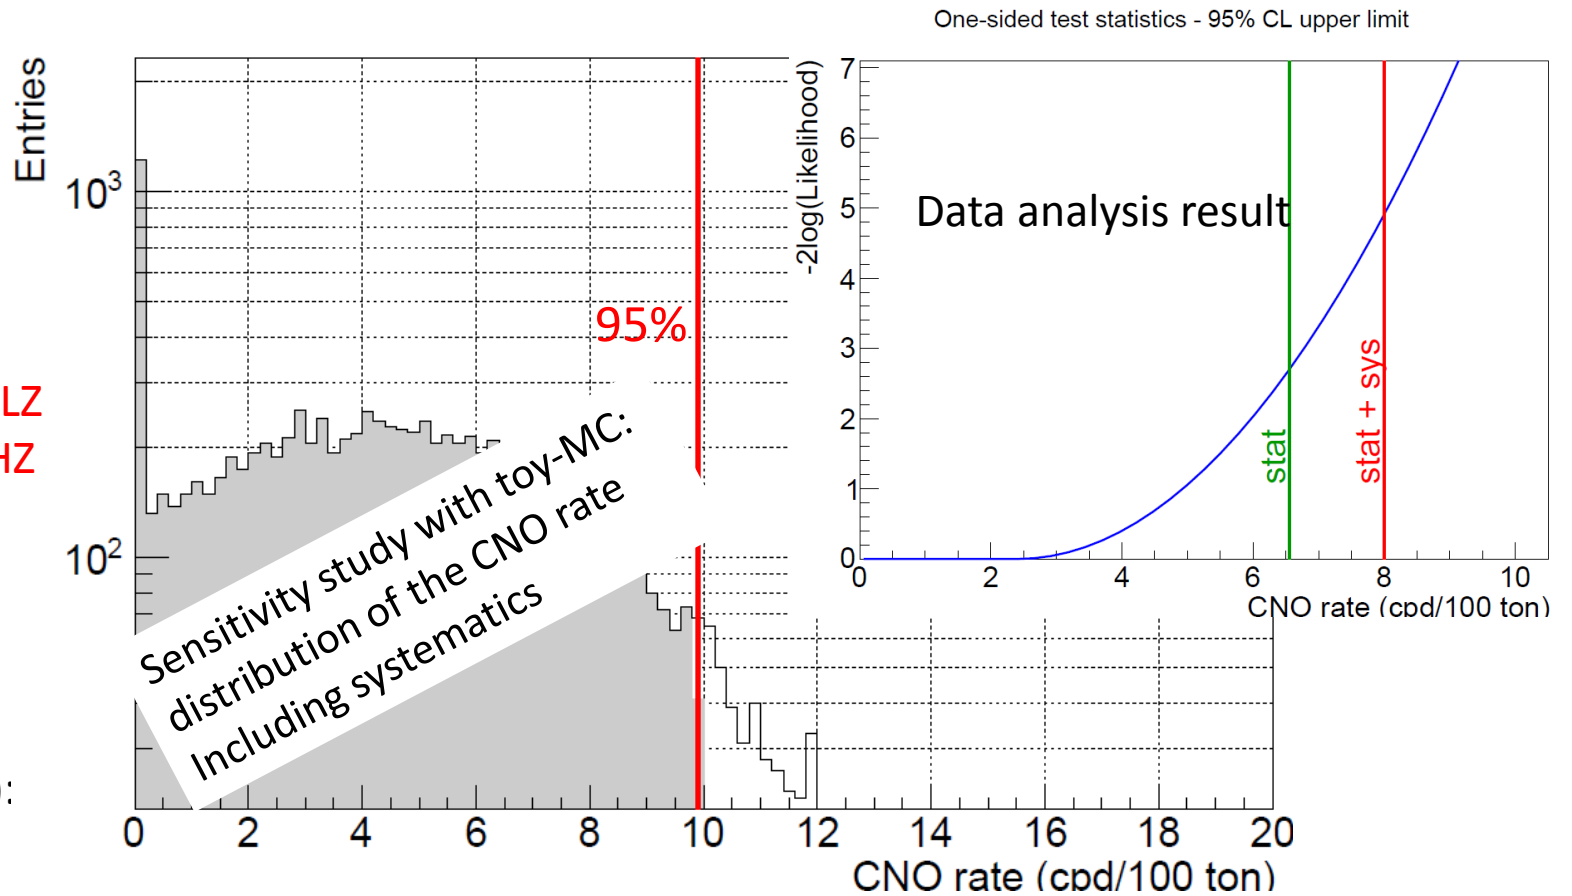 One-sided test statistics - 95% CL upper limit
Entries
10³
10²
95%
LZ
HZ
Sensitivity study with toy-MC:
distribution of the CNO rate
Including systematics
:
0 2 4 6 8 10 12 14 16 18 20
CNO rate (cpd/100 ton)
-2log(Likelihood)
7
6
5
4
3
2
1
0
Data analysis result
stat
stat + sys
0 2 4 6 8 10
CNO rate (cpd/100 ton)